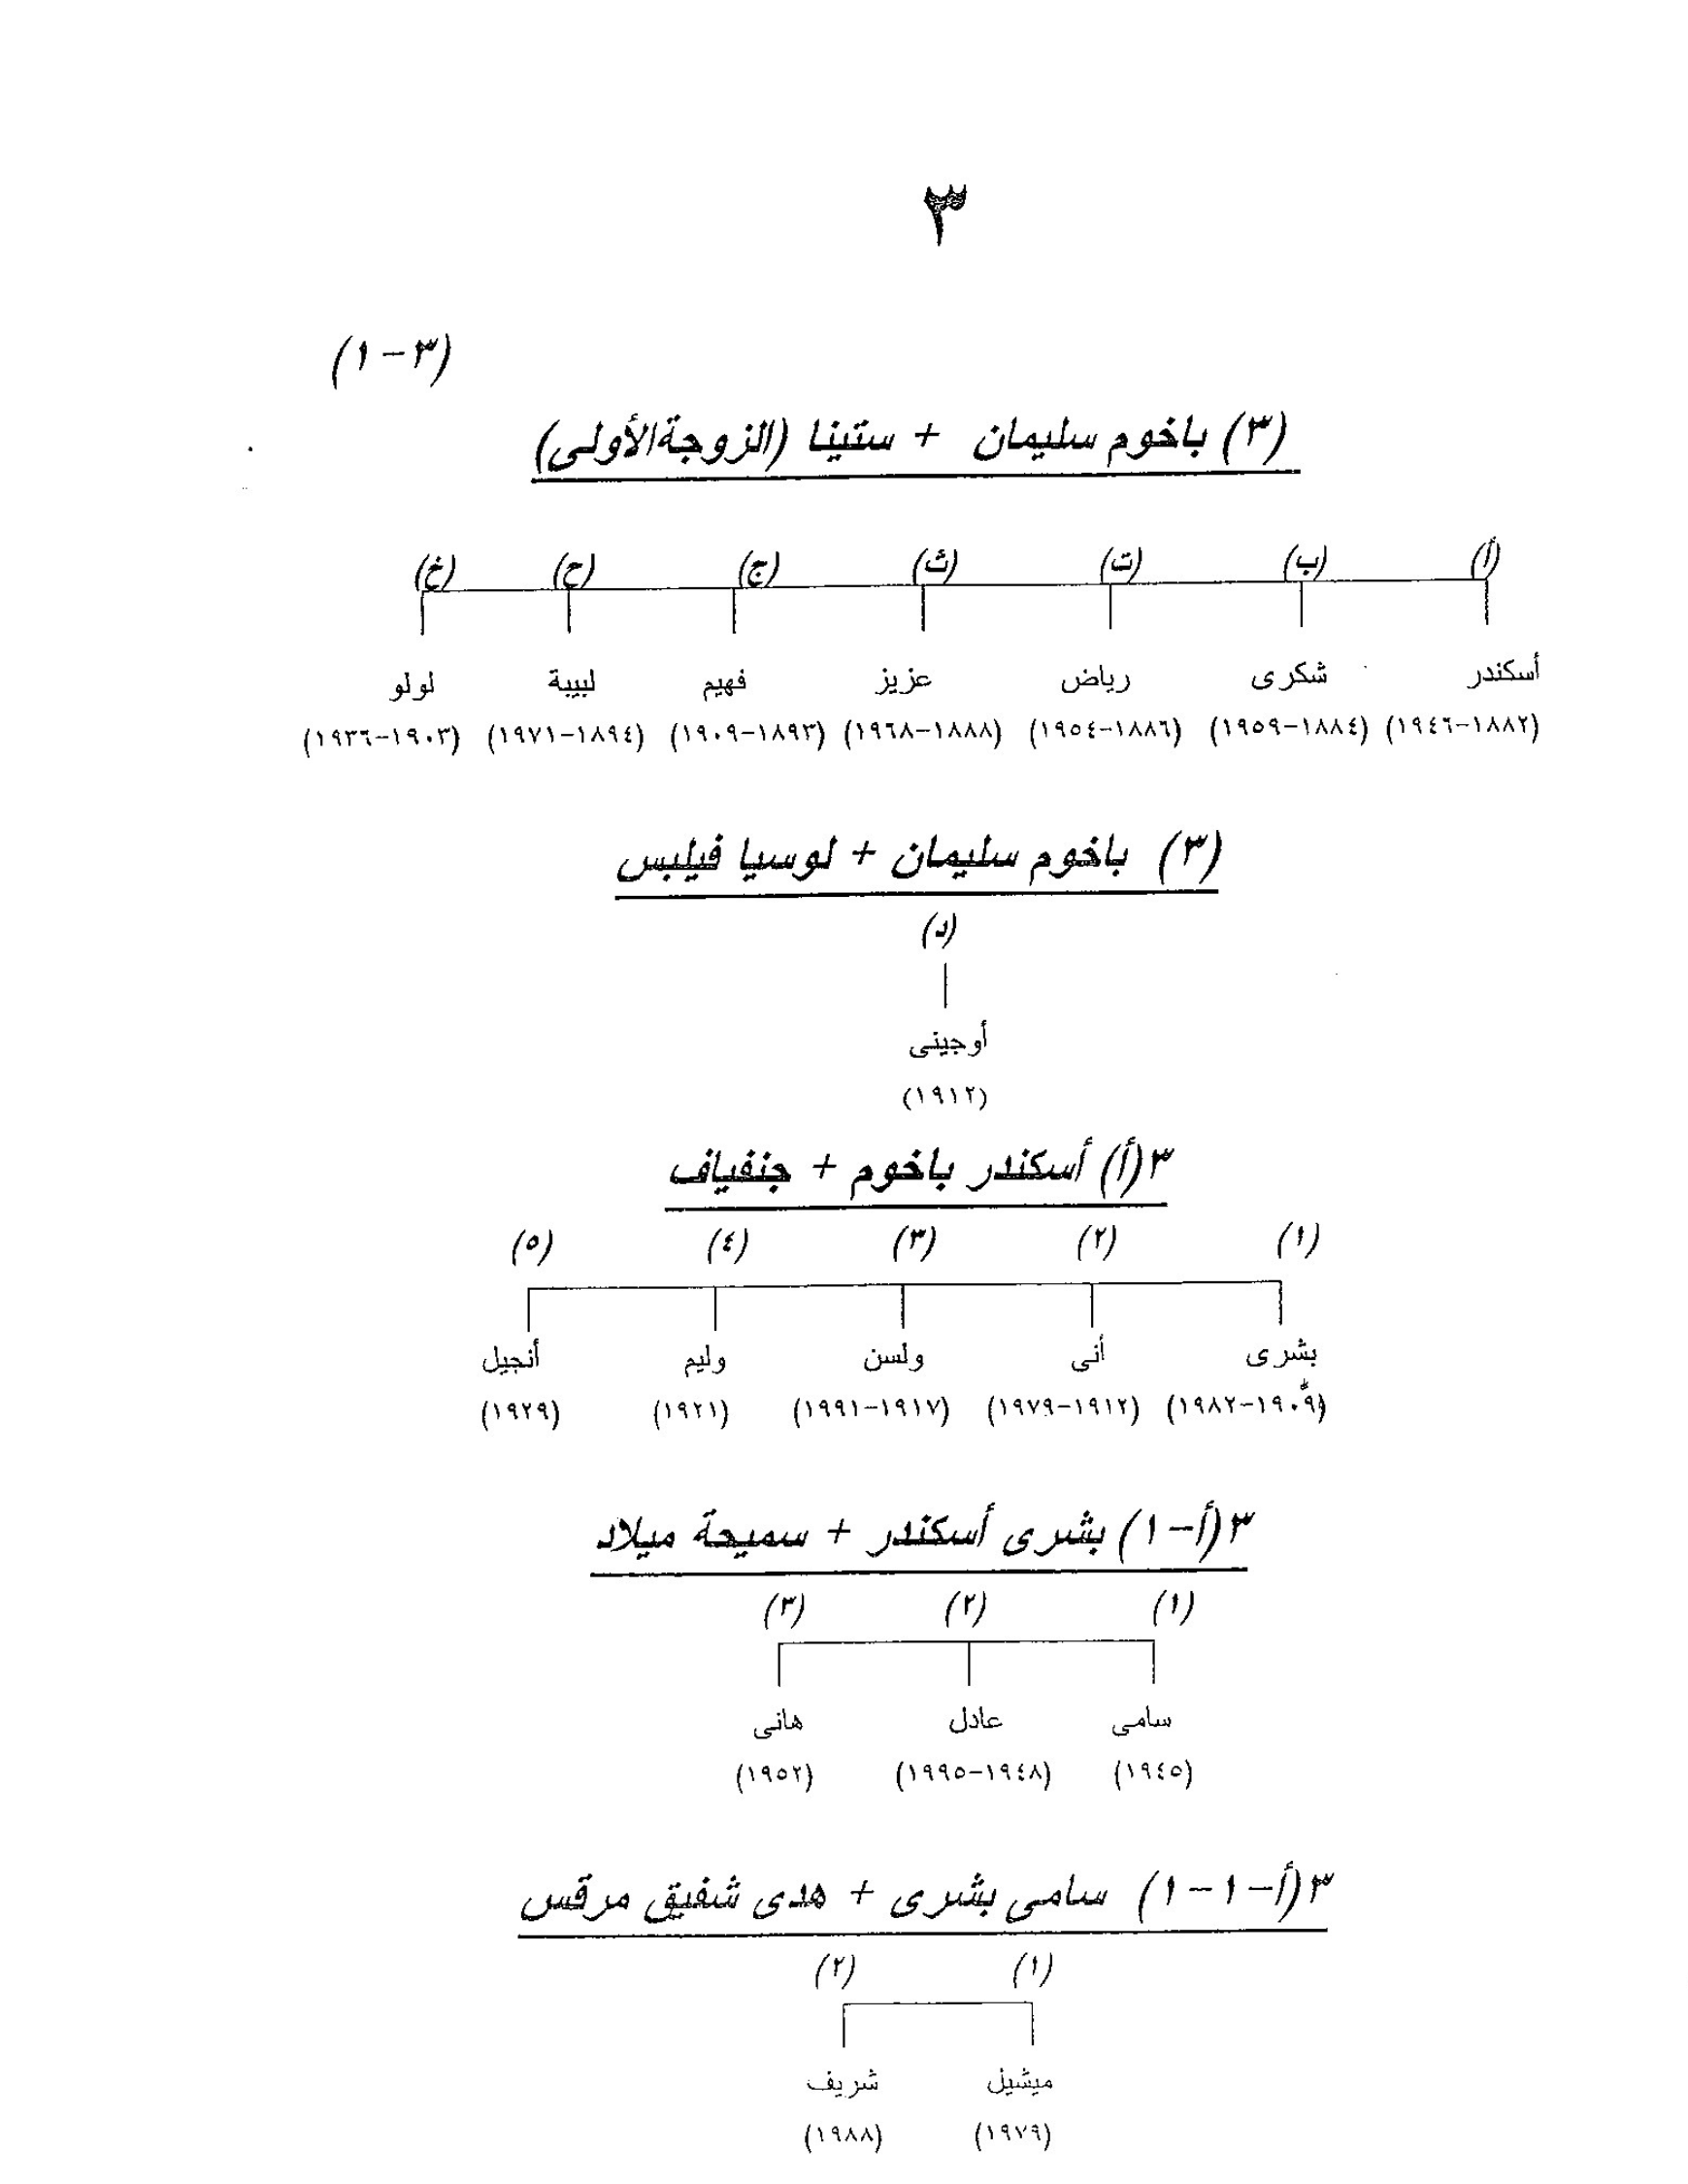 ٣
(٣-١)
(٣) باخوم سليمان + ستينا (الزوجة الأولى)
(أ) (ب) (ت) (ث) (ج) (ح) (خ)
أسكندر شكرى رياض عزيز فهيم لبيبة لولو
(١٨٨٢-١٩٤٦) (١٨٨٤-١٩٥٩) (١٨٨٦-١٩٥٤) (١٨٨٨-١٩٦٨) (١٨٩٣-١٩٠٩) (١٨٩٤-١٩٧١) (١٩٠٣-١٩٣٦)
(٣) باخوم سليمان + لوسيا فيلبس
(د)
أوجينى
(١٩١٢)
٣(أ) أسكندر باخوم + جنفياف
(١) (٢) (٣) (٤) (٥)
بشرى أنى ولسن وليم أنجيل
(١٩٠٩-١٩٨٢) (١٩١٢-١٩٧٩) (١٩١٧-١٩٩١) (١٩٢١) (١٩٢٩)
٣(أ-١) بشرى أسكندر + سميحة ميلاد
(١) (٢) (٣)
سامى عادل هانى
(١٩٤٥) (١٩٤٨-١٩٩٥) (١٩٥٢)
٣(أ-١-١) سامى بشرى + هدى شفيق مرقس
(١) (٢)
ميشيل شريف
(١٩٧٩) (١٩٨٨)